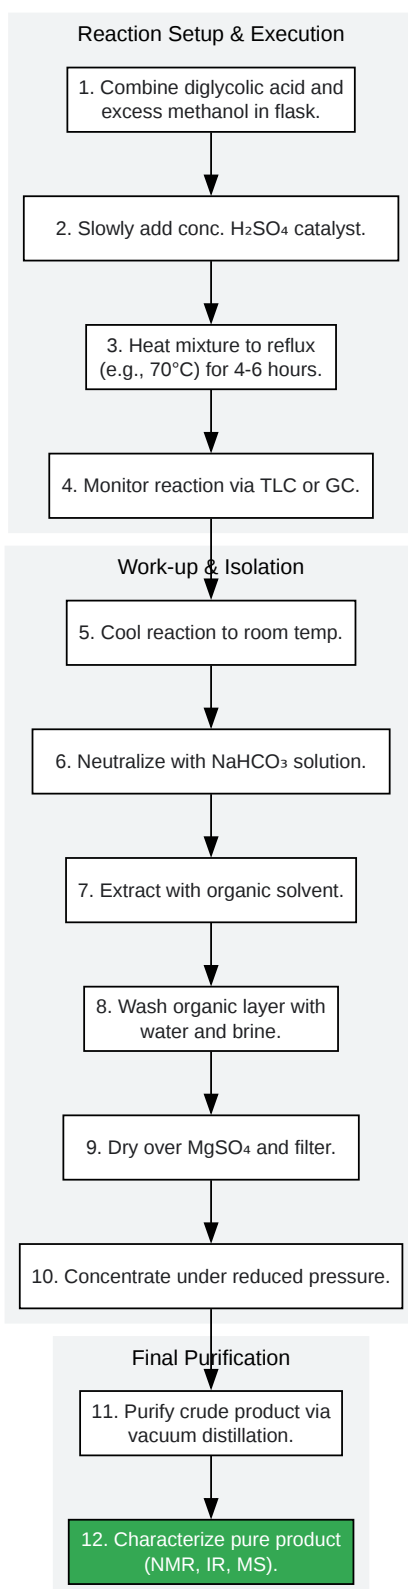 Reaction Setup & Execution
1. Combine diglycolic acid and
excess methanol in flask.
2. Slowly add conc. H₂SO₄ catalyst.
3. Heat mixture to reflux
(e.g., 70°C) for 4-6 hours.
4. Monitor reaction via TLC or GC.
Work-up & Isolation
5. Cool reaction to room temp.
6. Neutralize with NaHCO₃ solution.
7. Extract with organic solvent.
8. Wash organic layer with
water and brine.
9. Dry over MgSO₄ and filter.
10. Concentrate under reduced pressure.
Final Purification
11. Purify crude product via
vacuum distillation.
12. Characterize pure product
(NMR, IR, MS).